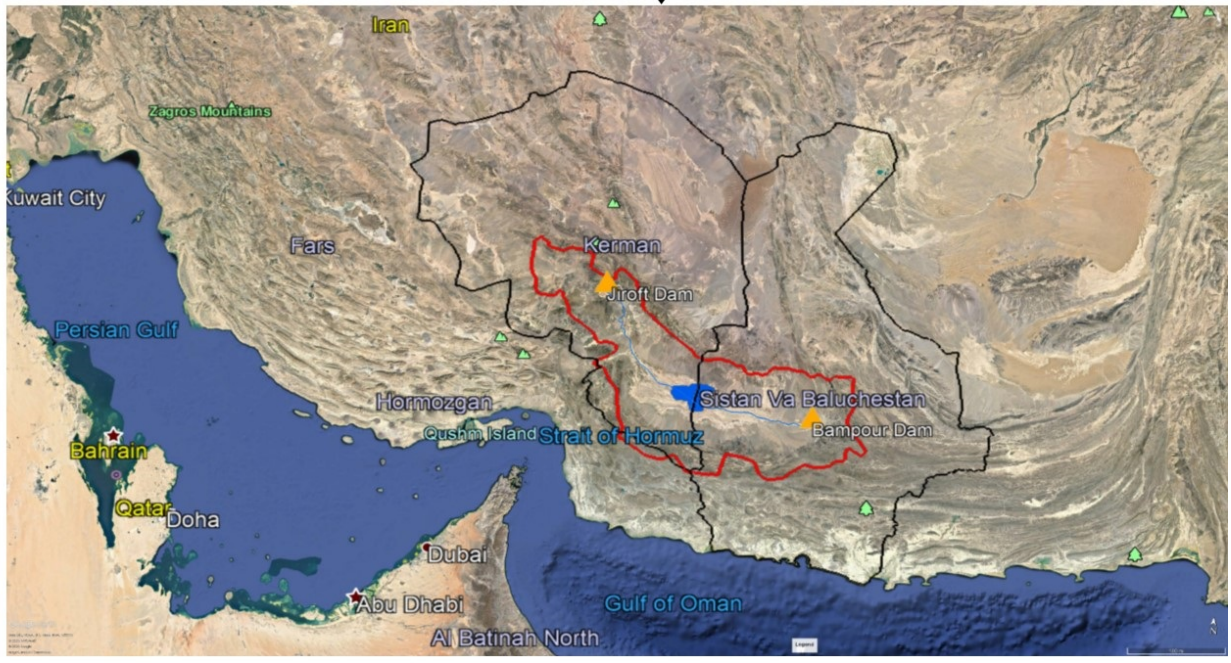 Iran
Zagros Mountains
Kuwait City
Fars
Kerman
Jiroft Dam
Persian Gulf
Hormozgan
Sistan Va Baluchestan
Qushm Island
Strait of Hormuz
Bampour Dam
Bahrain
Qatar
Doha
Dubai
Abu Dhabi
Gulf of Oman
Al Batinah North
Legend
N